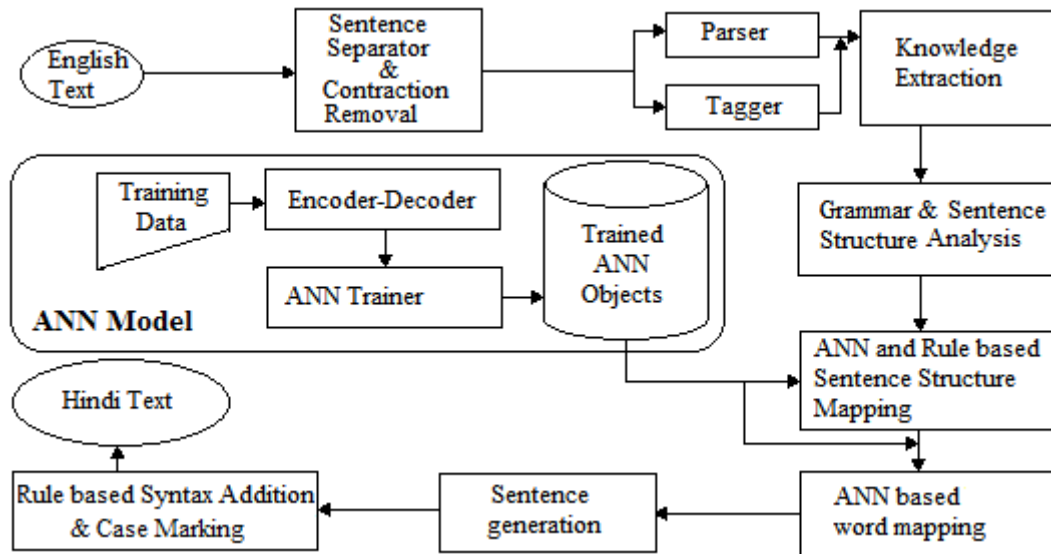 English
Text
Sentence
Separator
&
Contraction
Removal
Parser
Tagger
Knowledge
Extraction
Training
Data
Encoder-Decoder
ANN Trainer
Trained
ANN
Objects
ANN Model
Grammar & Sentence
Structure Analysis
ANN and Rule based
Sentence Structure
Mapping
ANN based
word mapping
Sentence
generation
Rule based Syntax Addition
& Case Marking
Hindi Text